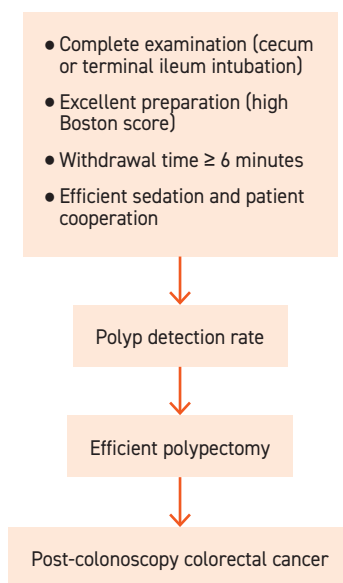 ● Complete examination (cecum
or terminal ileum intubation)
● Excellent preparation (high
Boston score)
● Withdrawal time ≥ 6 minutes
● Efficient sedation and patient
cooperation
Polyp detection rate
Efficient polypectomy
Post-colonoscopy colorectal cancer